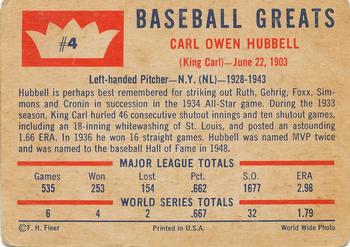 #4
BASEBALL GREATS
CARL OWEN HUBBELL
(King Carl)—June 22, 1903
Left-handed Pitcher—N.Y. (NL)—1928-1943
Hubbell is perhaps best remembered for striking out Ruth, Gehrig, Foxx, Sim-
mons and Cronin in succession in the 1934 All-Star game. During the 1933
season, King Carl hurled 46 consecutive shutout innings and ten shutout games,
including an 18-inning whitewashing of St. Louis, and posted an astounding
1.66 ERA. In 1936 he won 16 straight games. Hubbell was named MVP twice
and was named to the baseball Hall of Fame in 1948.
MAJOR LEAGUE TOTALS
Games Won Lost Pct. S.O. ERA
535 253 154 .662 1677 2.98
WORLD SERIES TOTALS
6 4 2 .667 32 1.79
©F. H. Fleer Printed in U.S.A. World Wide Photo